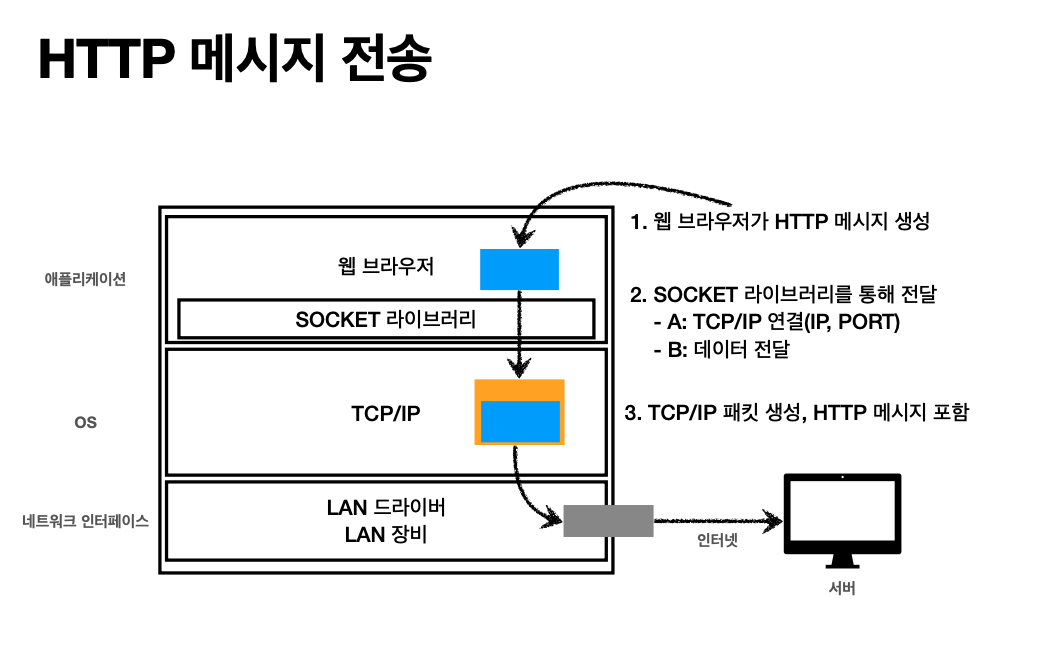 HTTP 메시지 전송
1. 웹 브라우저가 HTTP 메시지 생성
애플리케이션
웹 브라우저
2. SOCKET 라이브러리를 통해 전달
- A: TCP/IP 연결(IP, PORT)
- B: 데이터 전달
SOCKET 라이브러리
OS
TCP/IP
3. TCP/IP 패킷 생성, HTTP 메시지 포함
네트워크 인터페이스
LAN 드라이버
LAN 장비
인터넷
서버